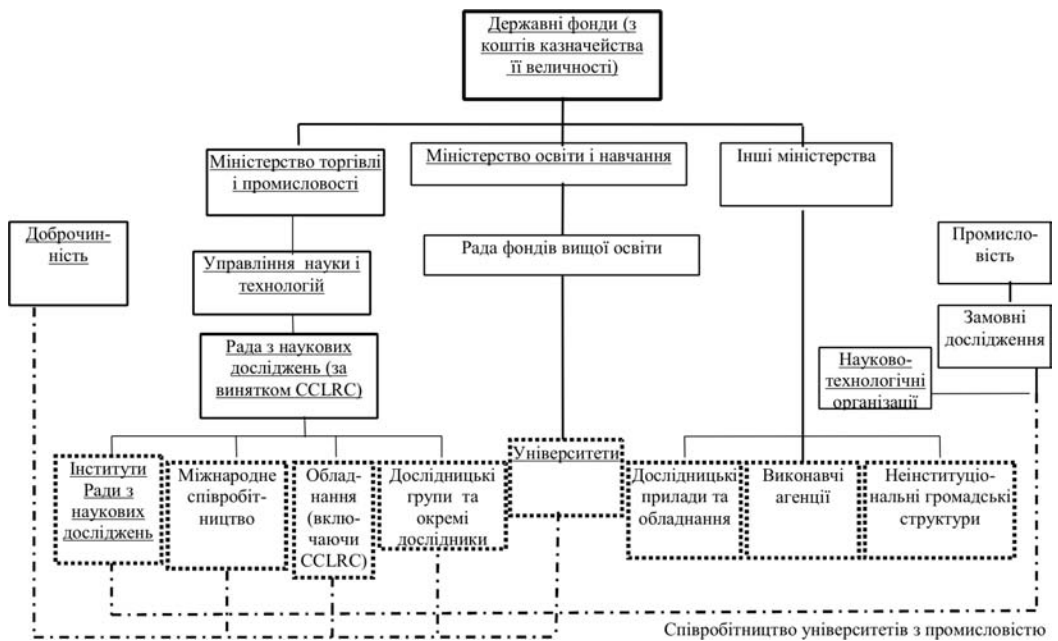 Державні фонди (з
коштів казначейства
її величності)
Міністерство торгівлі
і промисловості
Міністерство освіти і навчання
Інші міністерства
Доброчин-
ність
Управління науки і
технологій
Рада фондів вищої освіти
Промисло-
вість
Рада з наукових
досліджень (за
винятком CCLRC)
Замовні
дослідження
Науково-
технологічні
організації
Інститути
Ради з
наукових
досліджень
Міжнародне
співробіт-
ництво
Облад-
нання
(вклю-
чаючи
CCLRC)
Дослідницькі
групи та
окремі
дослідники
Університети
Дослідницькі
прилади та
обладнання
Виконавчі
агенції
Неінституціо-
нальні громадські
структури
Співробітництво університетів з промисловістю